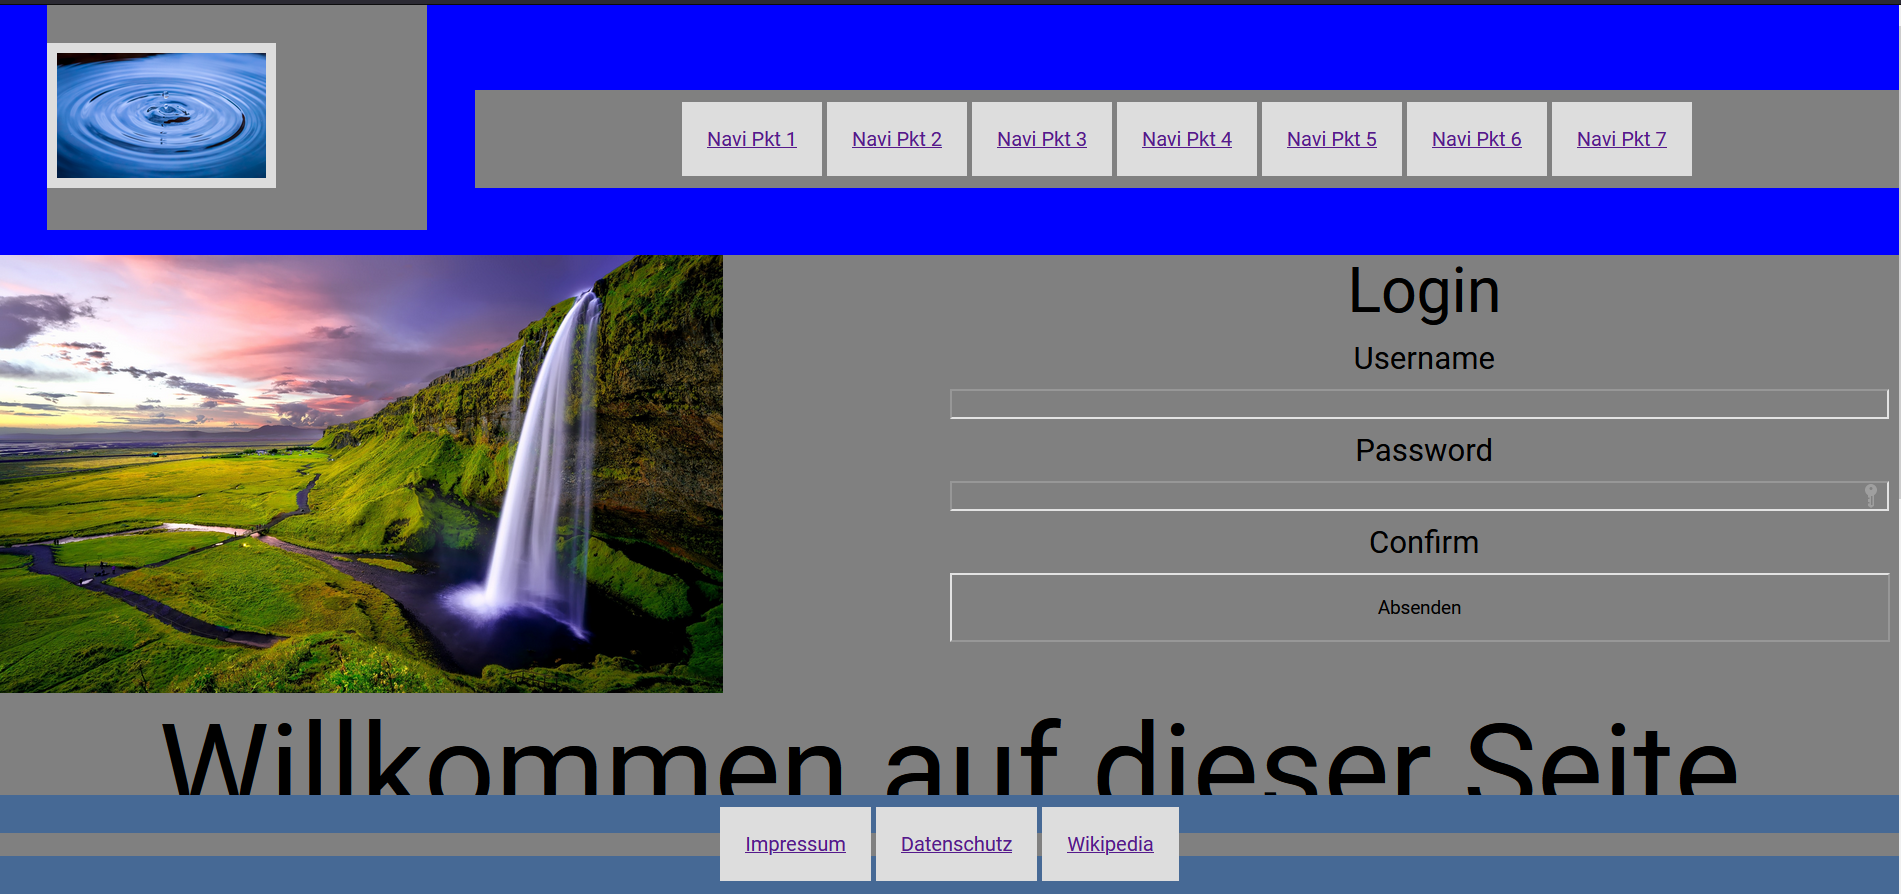 Navi Pkt 1 Navi Pkt 2 Navi Pkt 3 Navi Pkt 4 Navi Pkt 5 Navi Pkt 6 Navi Pkt 7
Login
Username
Password
Confirm
Absenden
Willkommen auf dieser Seite
Impressum Datenschutz Wikipedia